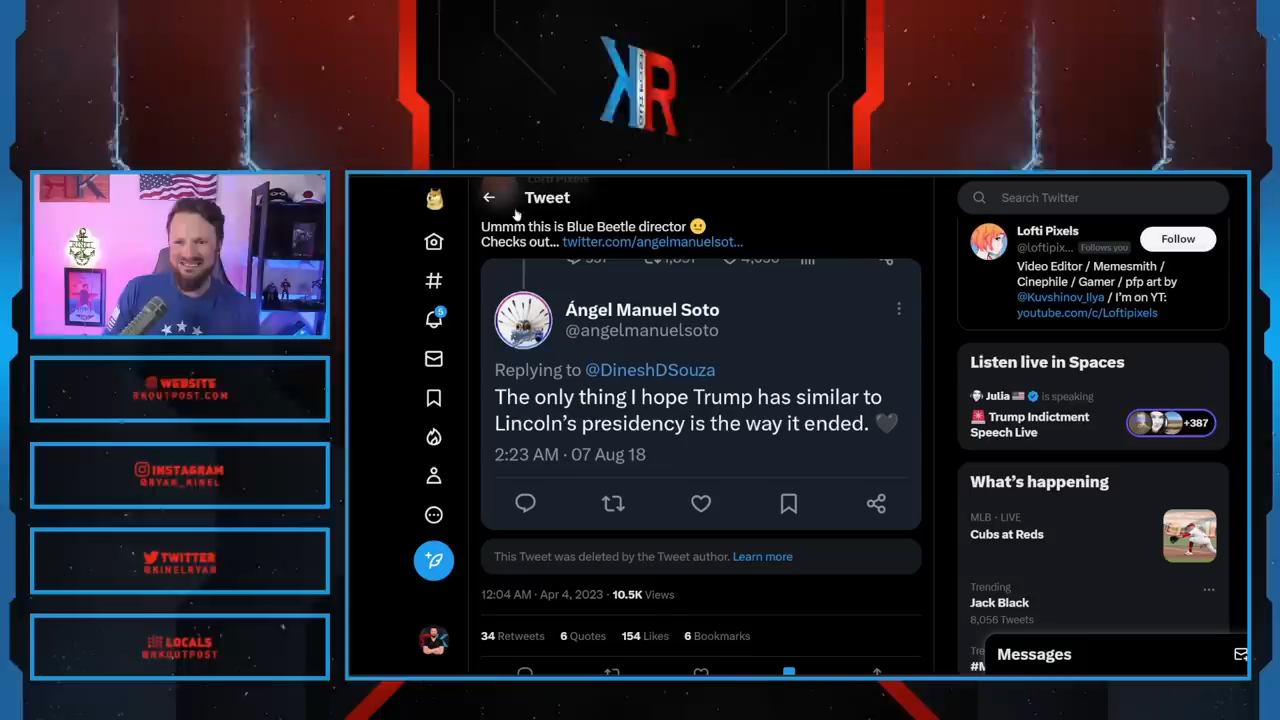 KR
WEBSITE
RKOUTPOST.COM
INSTAGRAM
@RYAN_KINEL
TWITTER
@KINELRYAN
LOCALS
@RKOUTPOST
Tweet
Ummm this is Blue Beetle director 😐
Checks out... twitter.com/angelmanuelsot...
Ángel Manuel Soto
@angelmanuelsoto
Replying to @DineshDSouza
The only thing I hope Trump has similar to
Lincoln's presidency is the way it ended. 🖤
2:23 AM · 07 Aug 18
This Tweet was deleted by the Tweet author. Learn more
12:04 AM · Apr 4, 2023 · 10.5K Views
34 Retweets 6 Quotes 154 Likes 6 Bookmarks
5
Search Twitter
Lofti Pixels
@loftipix... Follows you
Follow
Video Editor / Memesmith /
Cinephile / Gamer / pfp art by
@Kuvshinov_Ilya / I'm on YT:
youtube.com/c/Loftipixels
Listen live in Spaces
Julia 🇺🇸 is speaking
🚨 Trump Indictment
Speech Live
+387
What's happening
MLB · LIVE
Cubs at Reds
Trending
Jack Black
8,056 Tweets
Messages